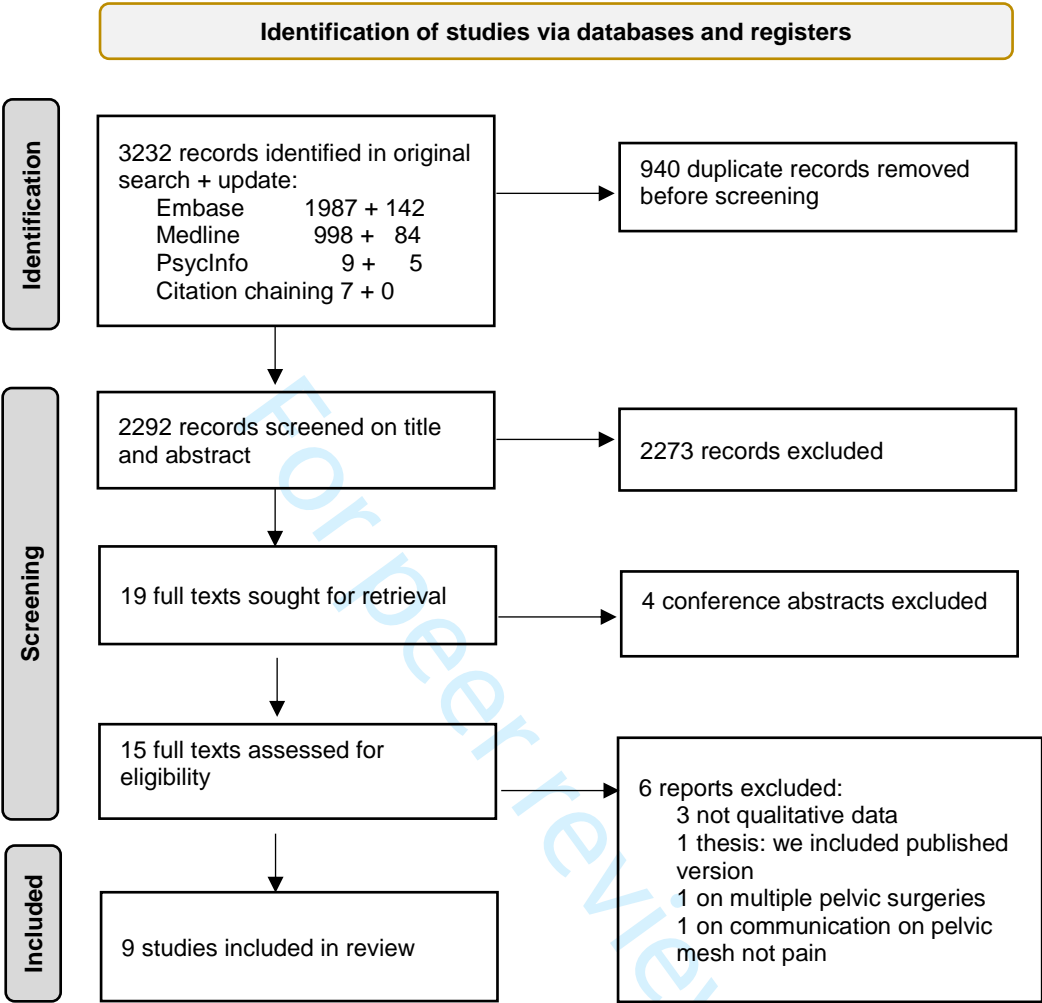 Identification of studies via databases and registers
Identification
3232 records identified in original
search + update:
Embase 1987 + 142
Medline 998 + 84
PsycInfo 9 + 5
Citation chaining 7 + 0
940 duplicate records removed
before screening
Screening
2292 records screened on title
and abstract
2273 records excluded
19 full texts sought for retrieval
4 conference abstracts excluded
15 full texts assessed for
eligibility
6 reports excluded:
3 not qualitative data
1 thesis: we included published
version
1 on multiple pelvic surgeries
1 on communication on pelvic
mesh not pain
Included
9 studies included in review
For peer review